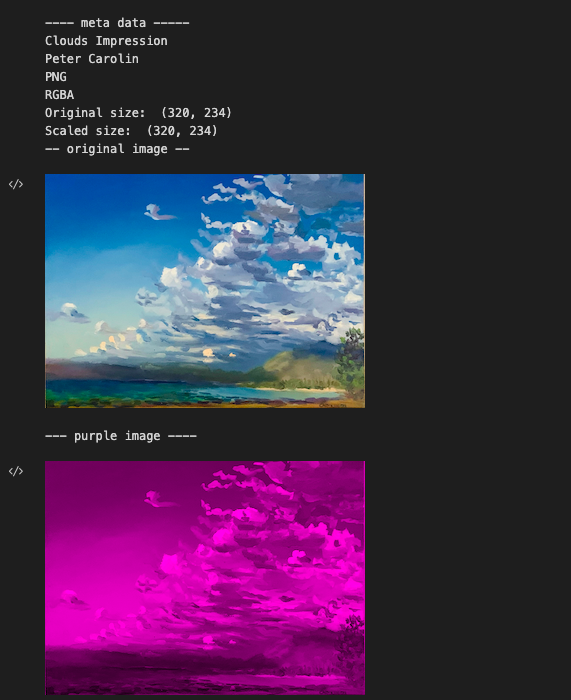 ---- meta data -----
Clouds Impression
Peter Carolin
PNG
RGBA
Original size:  (320, 234)
Scaled size:  (320, 234)
-- original image --
</>
--- purple image ----
</>